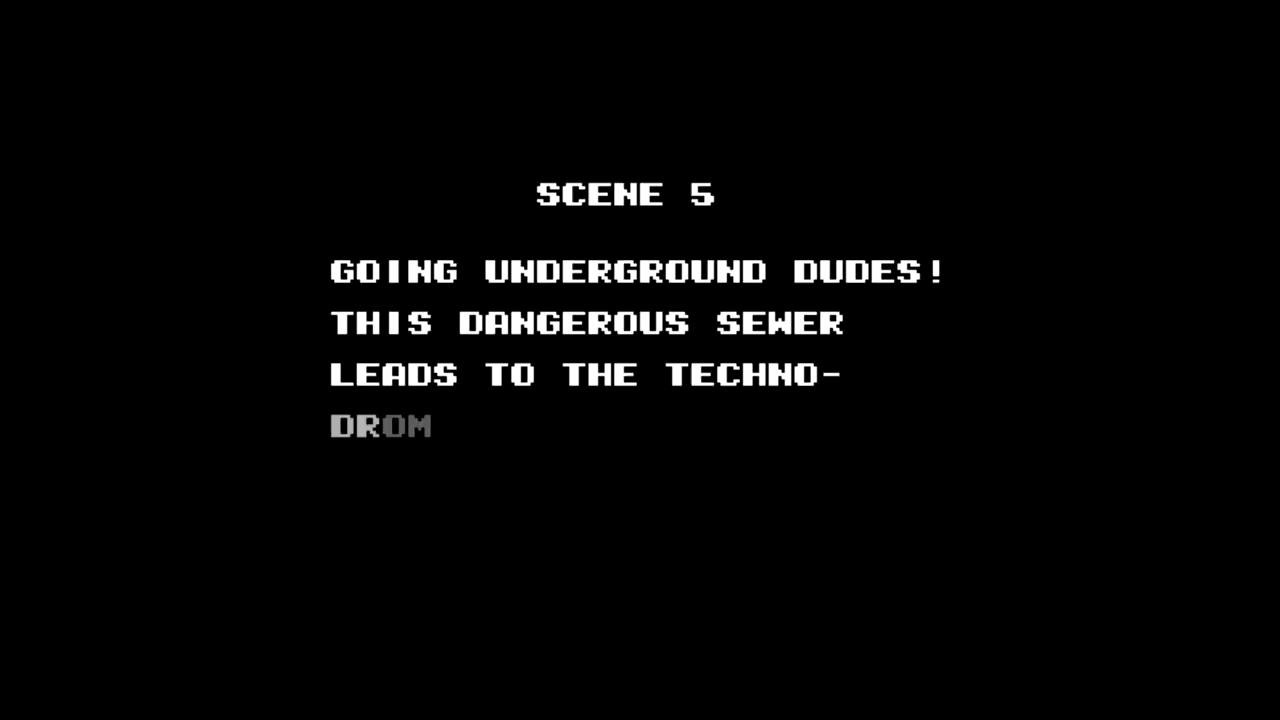 SCENE 5
GOING UNDERGROUND DUDES!
THIS DANGEROUS SEWER
LEADS TO THE TECHNO-
DROM